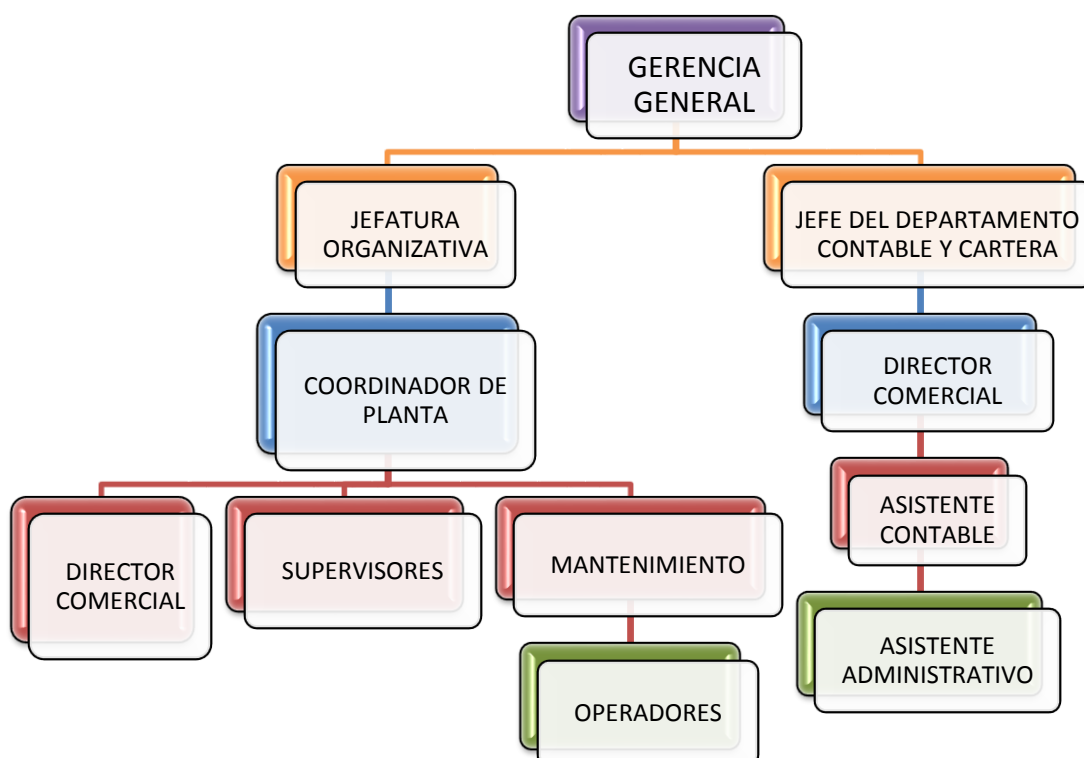 GERENCIA
GENERAL
JEFATURA
ORGANIZATIVA
JEFE DEL DEPARTAMENTO
CONTABLE Y CARTERA
COORDINADOR DE
PLANTA
DIRECTOR
COMERCIAL
DIRECTOR
COMERCIAL
SUPERVISORES
MANTENIMIENTO
ASISTENTE
CONTABLE
OPERADORES
ASISTENTE
ADMINISTRATIVO